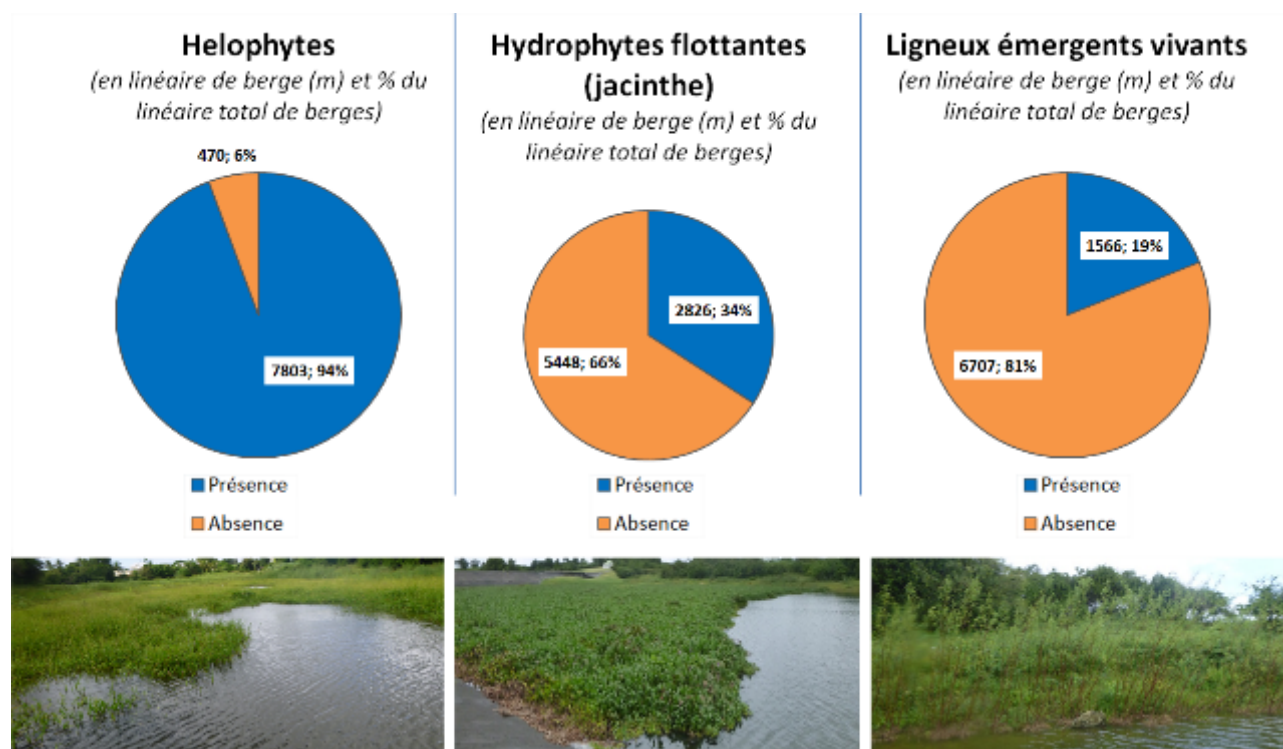 Helophytes
(en linéaire de berge (m) et % du
linéaire total de berges)
470; 6%
7803; 94%
Présence
Absence
Hydrophytes flottantes
(jacinthe)
(en linéaire de berge (m) et % du
linéaire total de berges)
2826; 34%
5448; 66%
Présence
Absence
Ligneux émergents vivants
(en linéaire de berge (m) et % du
linéaire total de berges)
1566; 19%
6707; 81%
Présence
Absence